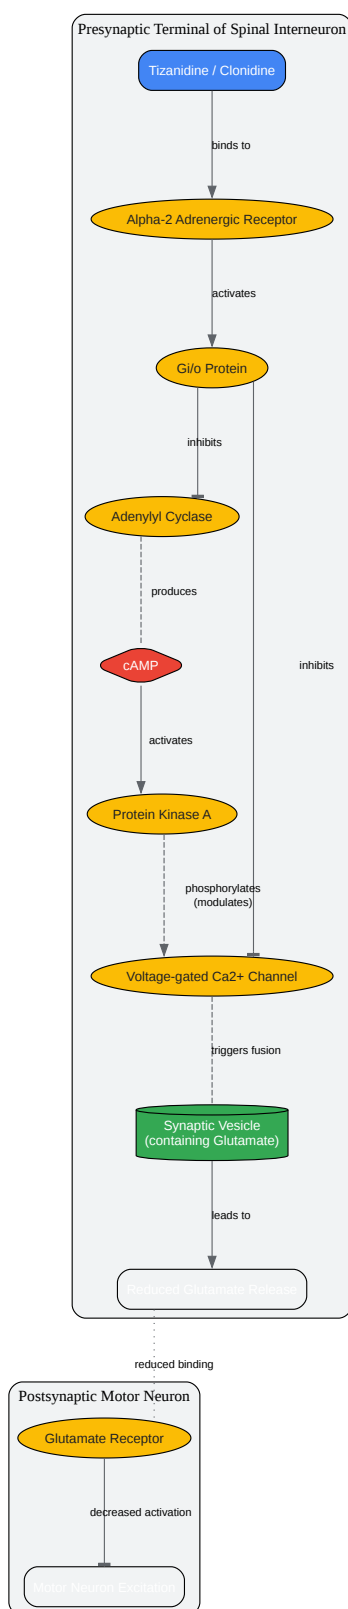 Presynaptic Terminal of Spinal Interneuron
Tizanidine / Clonidine
binds to
Alpha-2 Adrenergic Receptor
activates
Gi/o Protein
inhibits
Adenylyl Cyclase
produces
cAMP
inhibits
activates
Protein Kinase A
phosphorylates
(modulates)
Voltage-gated Ca2+ Channel
triggers fusion
Synaptic Vesicle
(containing Glutamate)
leads to
Reduced Glutamate Release
reduced binding
Postsynaptic Motor Neuron
Glutamate Receptor
decreased activation
Motor Neuron Excitation